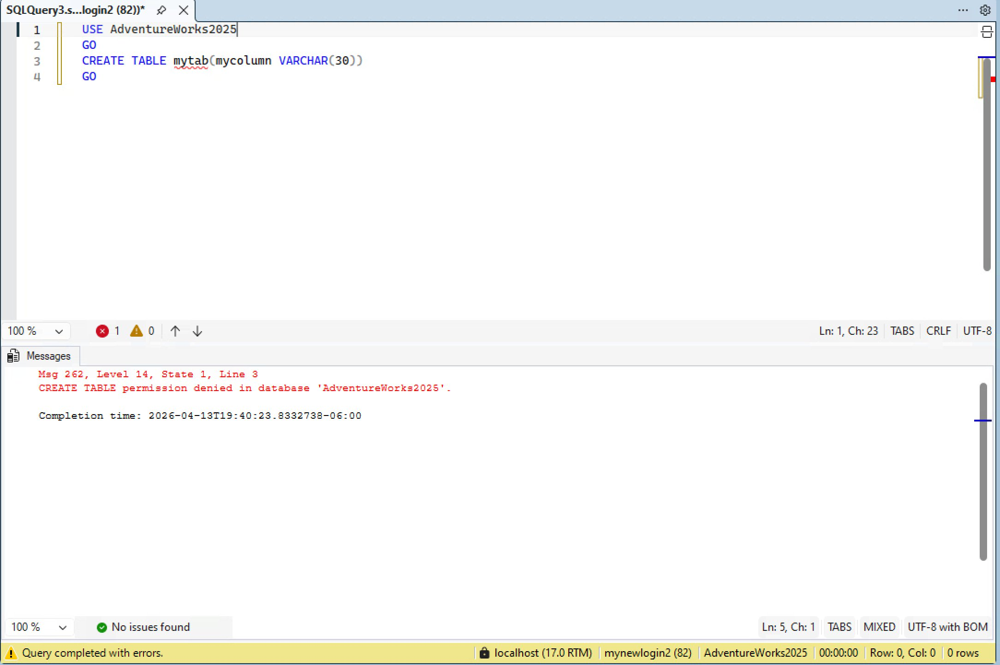 SQLQuery3.s...login2 (82))*
1 USE AdventureWorks2025
2 GO
3 CREATE TABLE mytab(mycolumn VARCHAR(30))
4 GO
100 % 1 0 Ln: 1, Ch: 23 TABS CRLF UTF-8
Messages
Msg 262, Level 14, State 1, Line 3
CREATE TABLE permission denied in database 'AdventureWorks2025'.
Completion time: 2026-04-13T19:40:23.8332738-06:00
100 % No issues found Ln: 5, Ch: 1 TABS MIXED UTF-8 with BOM
Query completed with errors. localhost (17.0 RTM) mynewlogin2 (82) AdventureWorks2025 00:00:00 Row: 0, Col: 0 0 rows